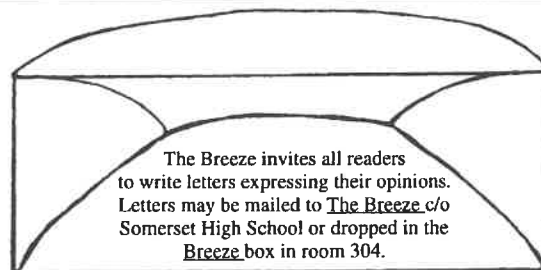 The Breeze invites all readers
to write letters expressing their opinions.
Letters may be mailed to The Breeze c/o
Somerset High School or dropped in the
Breeze box in room 304.